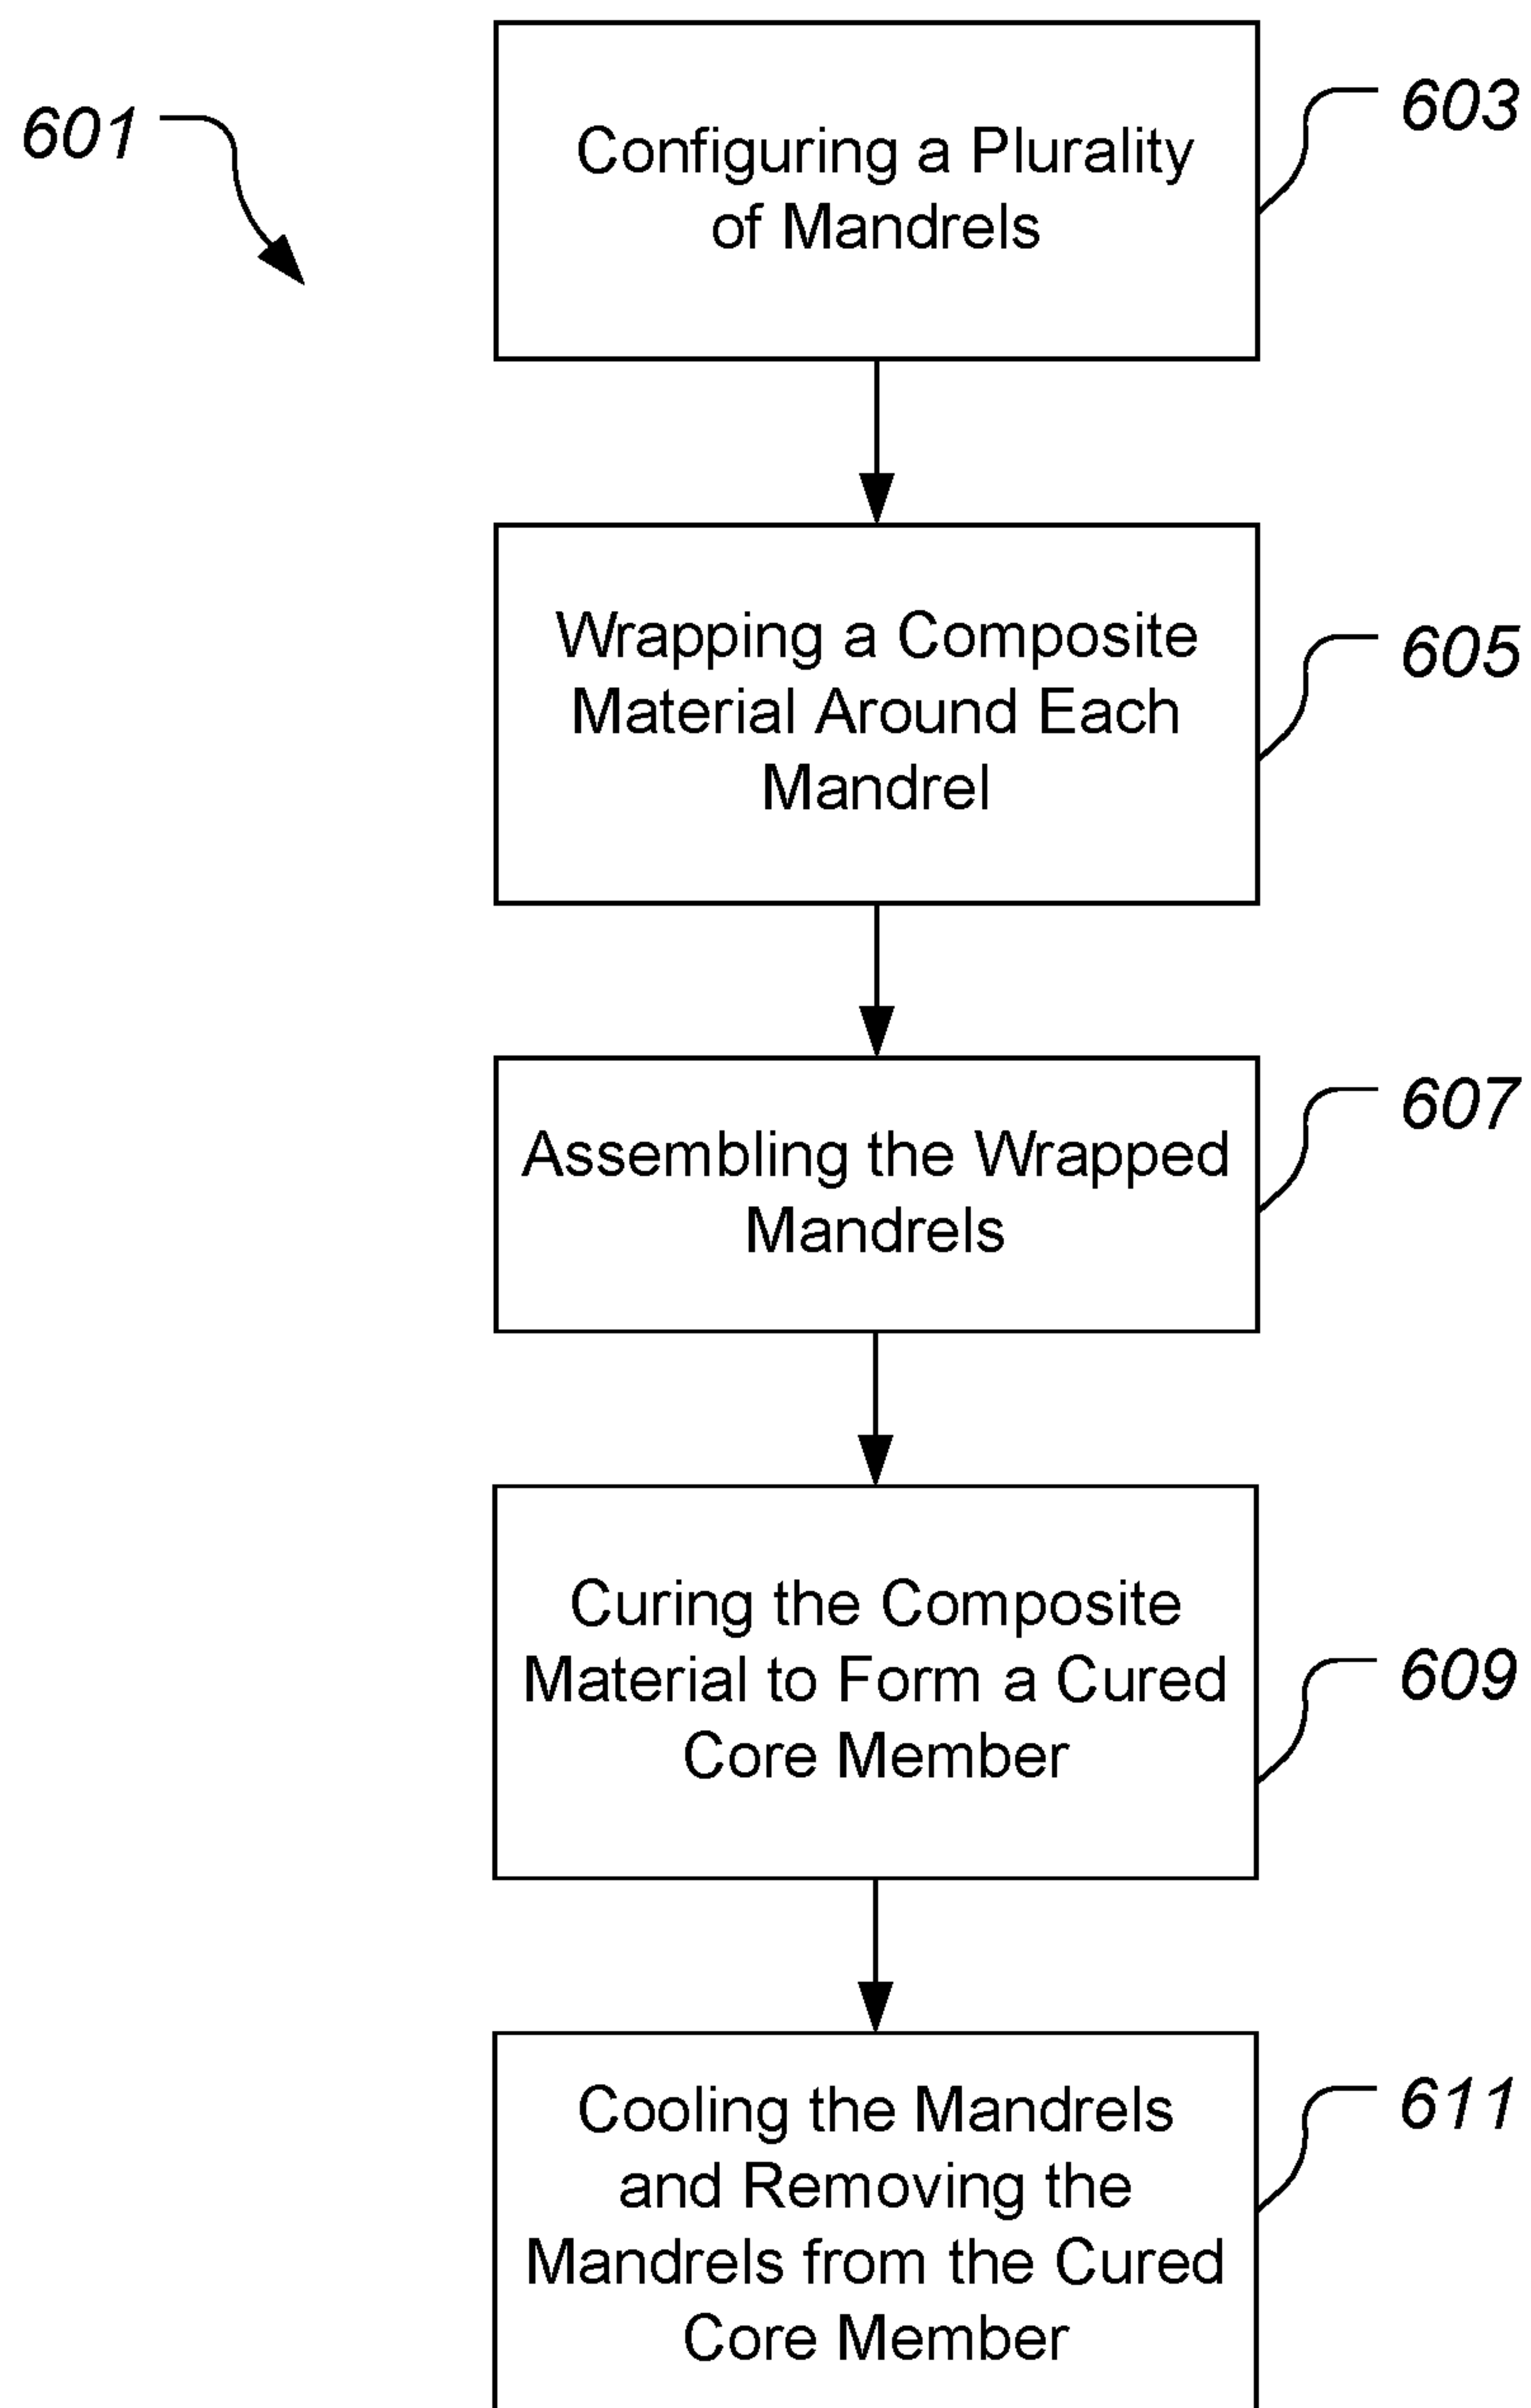 601
603
Configuring a Plurality
of Mandrels
605
Wrapping a Composite
Material Around Each
Mandrel
607
Assembling the Wrapped
Mandrels
609
Curing the Composite
Material to Form a Cured
Core Member
611
Cooling the Mandrels
and Removing the
Mandrels from the Cured
Core Member